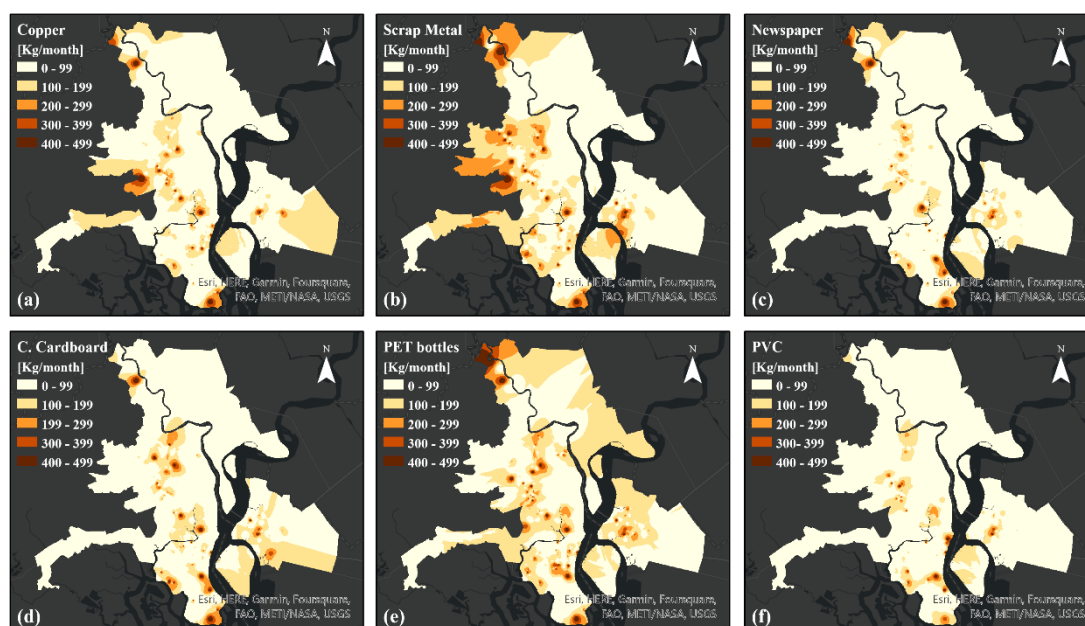 Copper
[Kg/month]
0 - 99
100 - 199
200 - 299
300 - 399
400 - 499
N
Esri, HERE, Garmin, Foursquare,
FAO, METI/NASA, USGS
(a)
Scrap Metal
[Kg/month]
0 - 99
100 - 199
200 - 299
300 - 399
400 - 499
N
Esri, HERE, Garmin, Foursquare,
FAO, METI/NASA, USGS
(b)
Newspaper
[Kg/month]
0 - 99
100 - 199
200 - 299
300 - 399
400 - 499
N
Esri, HERE, Garmin, Foursquare,
FAO, METI/NASA, USGS
(c)
C. Cardboard
[Kg/month]
0 - 99
100 - 199
199 - 299
300 - 399
400 - 499
N
Esri, HERE, Garmin, Foursquare,
FAO, METI/NASA, USGS
(d)
PET bottles
[Kg/month]
0 - 99
100 - 199
200 - 299
300 - 399
400 - 499
N
Esri, HERE, Garmin, Foursquare,
FAO, METI/NASA, USGS
(e)
PVC
[Kg/month]
0 - 99
100 - 199
200 - 299
300- 399
400 - 499
N
Esri, HERE, Garmin, Foursquare,
FAO, METI/NASA, USGS
(f)